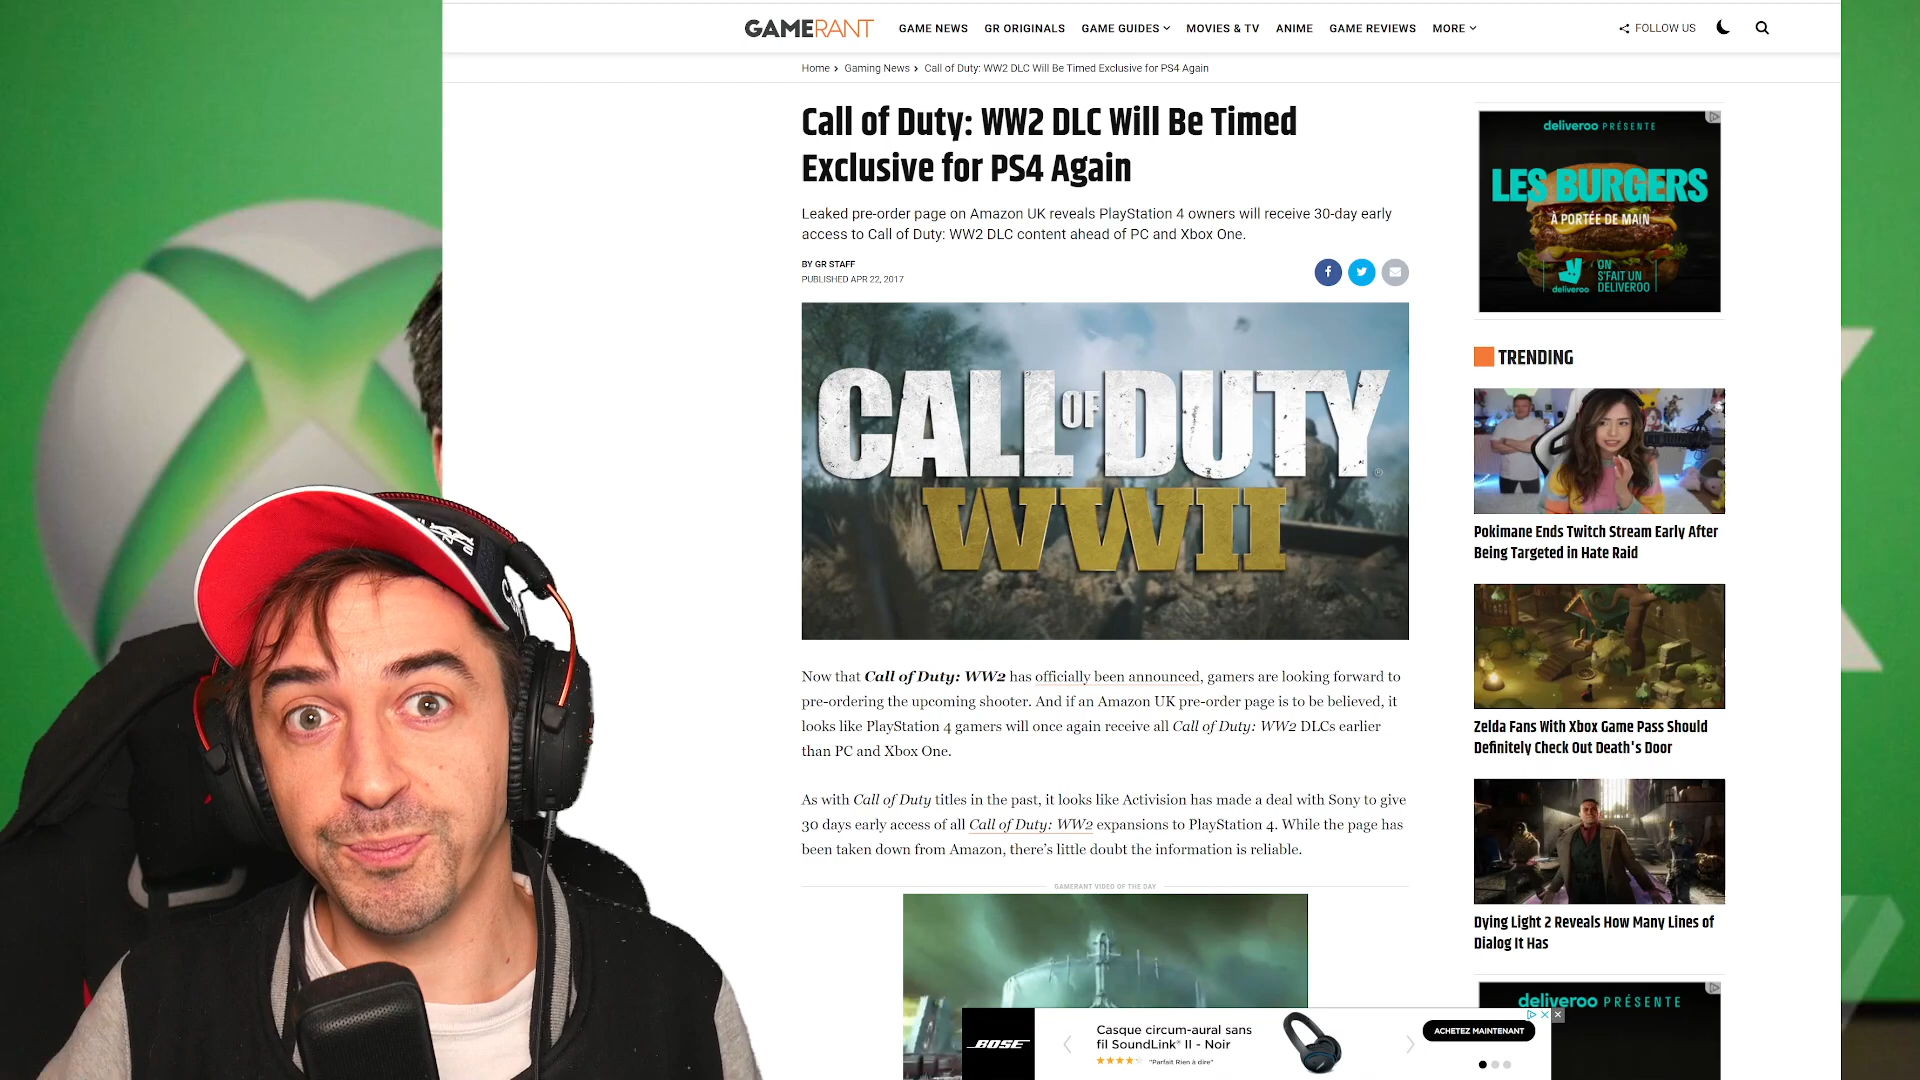 GAMERANT
GAME NEWS
GR ORIGINALS
GAME GUIDES
MOVIES & TV
ANIME
GAME REVIEWS
MORE
FOLLOW US
Home > Gaming News > Call of Duty: WW2 DLC Will Be Timed Exclusive for PS4 Again
Call of Duty: WW2 DLC Will Be Timed
Exclusive for PS4 Again
Leaked pre-order page on Amazon UK reveals PlayStation 4 owners will receive 30-day early
access to Call of Duty: WW2 DLC content ahead of PC and Xbox One.
BY GR STAFF
PUBLISHED APR 22, 2017
CALL OF DUTY
WWII
Now that Call of Duty: WW2 has officially been announced, gamers are looking forward to
pre-ordering the upcoming shooter. And if an Amazon UK pre-order page is to be believed, it
looks like PlayStation 4 gamers will once again receive all Call of Duty: WW2 DLCs earlier
than PC and Xbox One.
As with Call of Duty titles in the past, it looks like Activision has made a deal with Sony to give
30 days early access of all Call of Duty: WW2 expansions to PlayStation 4. While the page has
been taken down from Amazon, there's little doubt the information is reliable.
GAMERANT VIDEO OF THE DAY
deliveroo PRÉSENTE
LES BURGERS
À PORTÉE DE MAIN
deliveroo
ON
S'FAIT UN
DELIVEROO
TRENDING
Pokimane Ends Twitch Stream Early After
Being Targeted in Hate Raid
Zelda Fans With Xbox Game Pass Should
Definitely Check Out Death's Door
Dying Light 2 Reveals How Many Lines of
Dialog It Has
deliveroo PRÉSENTE
BOSE
Casque circum-aural sans
fil SoundLink® II - Noir
"Parfait Rien à dire"
ACHETEZ MAINTENANT